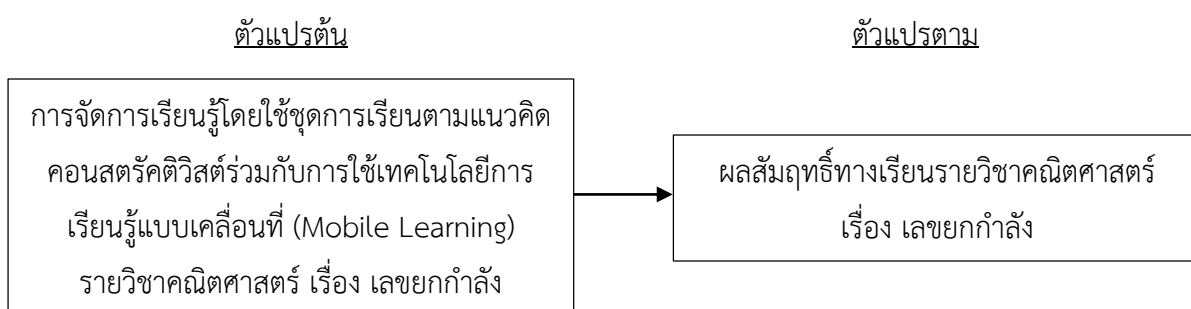 ตัวแปรต้น
ตัวแปรตาม
การจัดการเรียนรู้โดยใช้ชุดการเรียนตามแนวคิด
คอนสตรัคติวิสต์ร่วมกับการใช้เทคโนโลยีการ
เรียนรู้แบบเคลื่อนที่ (Mobile Learning)
รายวิชาคณิตศาสตร์ เรื่อง เลขยกกำลัง
ผลสัมฤทธิ์ทางเรียนรายวิชาคณิตศาสตร์
เรื่อง เลขยกกำลัง